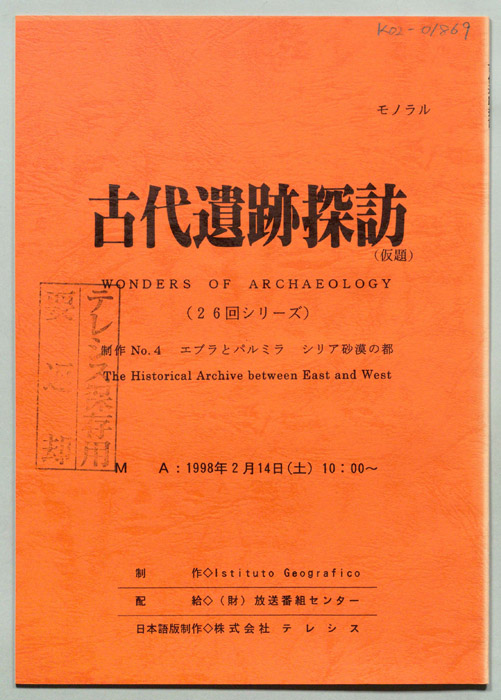 K02-01869
モノラル
古代遺跡探訪
(仮題)
WONDERS OF ARCHAEOLOGY
(26回シリーズ)
制作No.4 エブラとパルミラ シリア砂漠の都
The Historical Archive between East and West
テレシス保存用
要返却
M A:1998年2月14日(土) 10:00～
制 作◇Istituto Geografico
配 給◇(財)放送番組センター
日本語版制作◇株式会社 テレシス